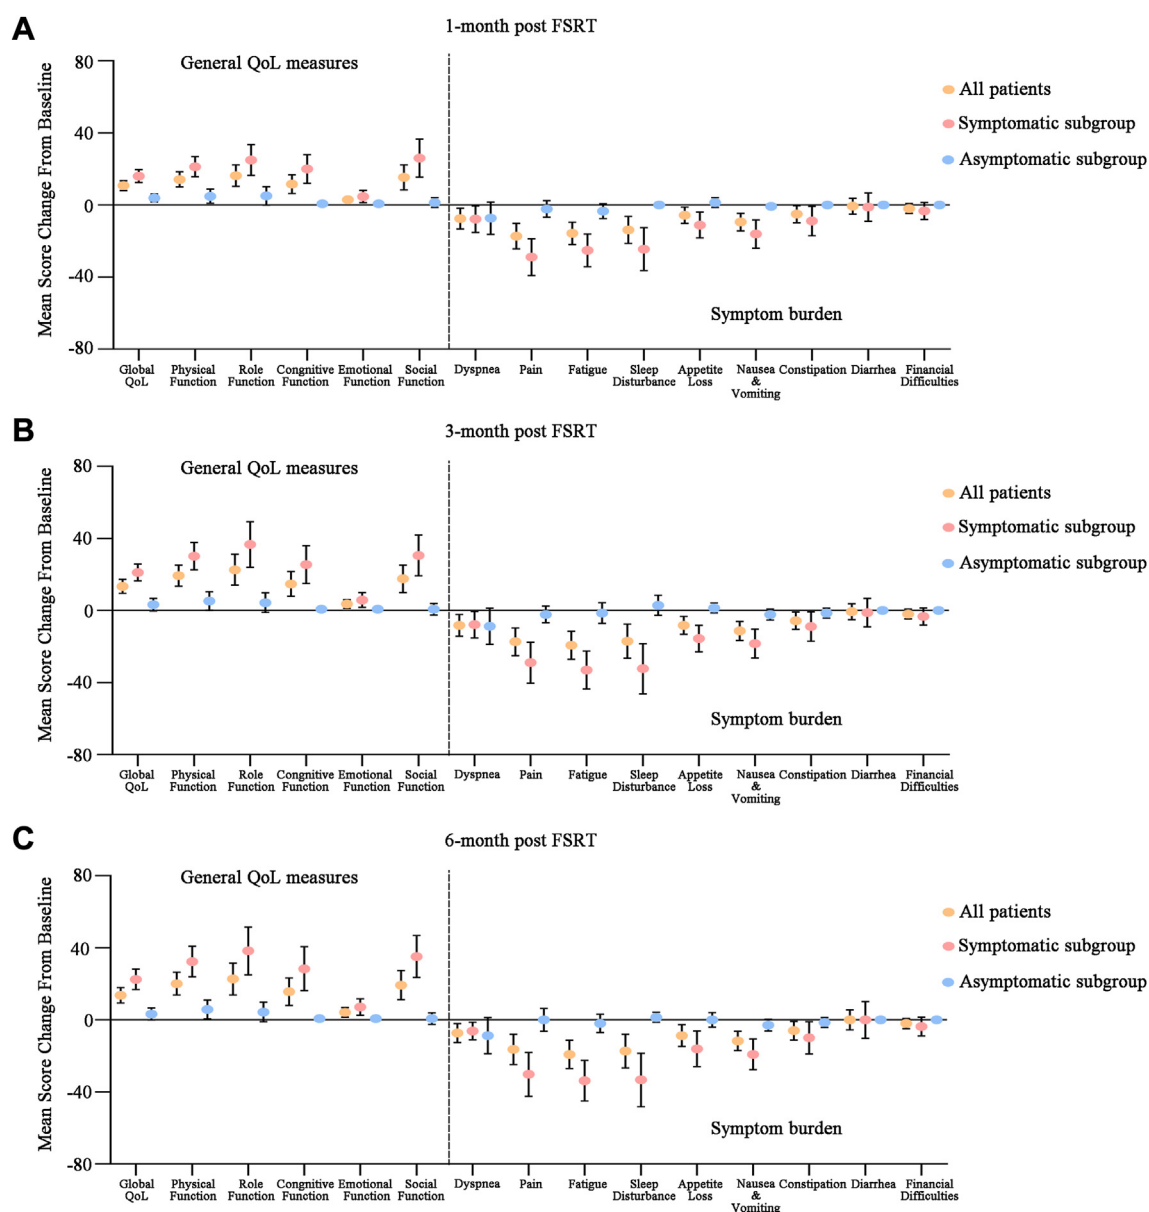 A
1-month post FSRT
General QoL measures
Mean Score Change From Baseline
80
40
0
-40
-80
All patients
Symptomatic subgroup
Asymptomatic subgroup
Symptom burden
Global QoL
Physical Function
Role Function
Congnitive Function
Emotional Function
Social Function
Dyspnea
Pain
Fatigue
Sleep Disturbance
Appetite Loss
Nausea & Vomiting
Constipation
Diarrhea
Financial Difficulties
B
3-month post FSRT
General QoL measures
Mean Score Change From Baseline
80
40
0
-40
-80
All patients
Symptomatic subgroup
Asymptomatic subgroup
Symptom burden
Global QoL
Physical Function
Role Function
Congnitive Function
Emotional Function
Social Function
Dyspnea
Pain
Fatigue
Sleep Disturbance
Appetite Loss
Nausea & Vomiting
Constipation
Diarrhea
Financial Difficulties
C
6-month post FSRT
General QoL measures
Mean Score Change From Baseline
80
40
0
-40
-80
All patients
Symptomatic subgroup
Asymptomatic subgroup
Symptom burden
Global QoL
Physical Function
Role Function
Congnitive Function
Emotional Function
Social Function
Dyspnea
Pain
Fatigue
Sleep Disturbance
Appetite Loss
Nausea & Vomiting
Constipation
Diarrhea
Financial Difficulties